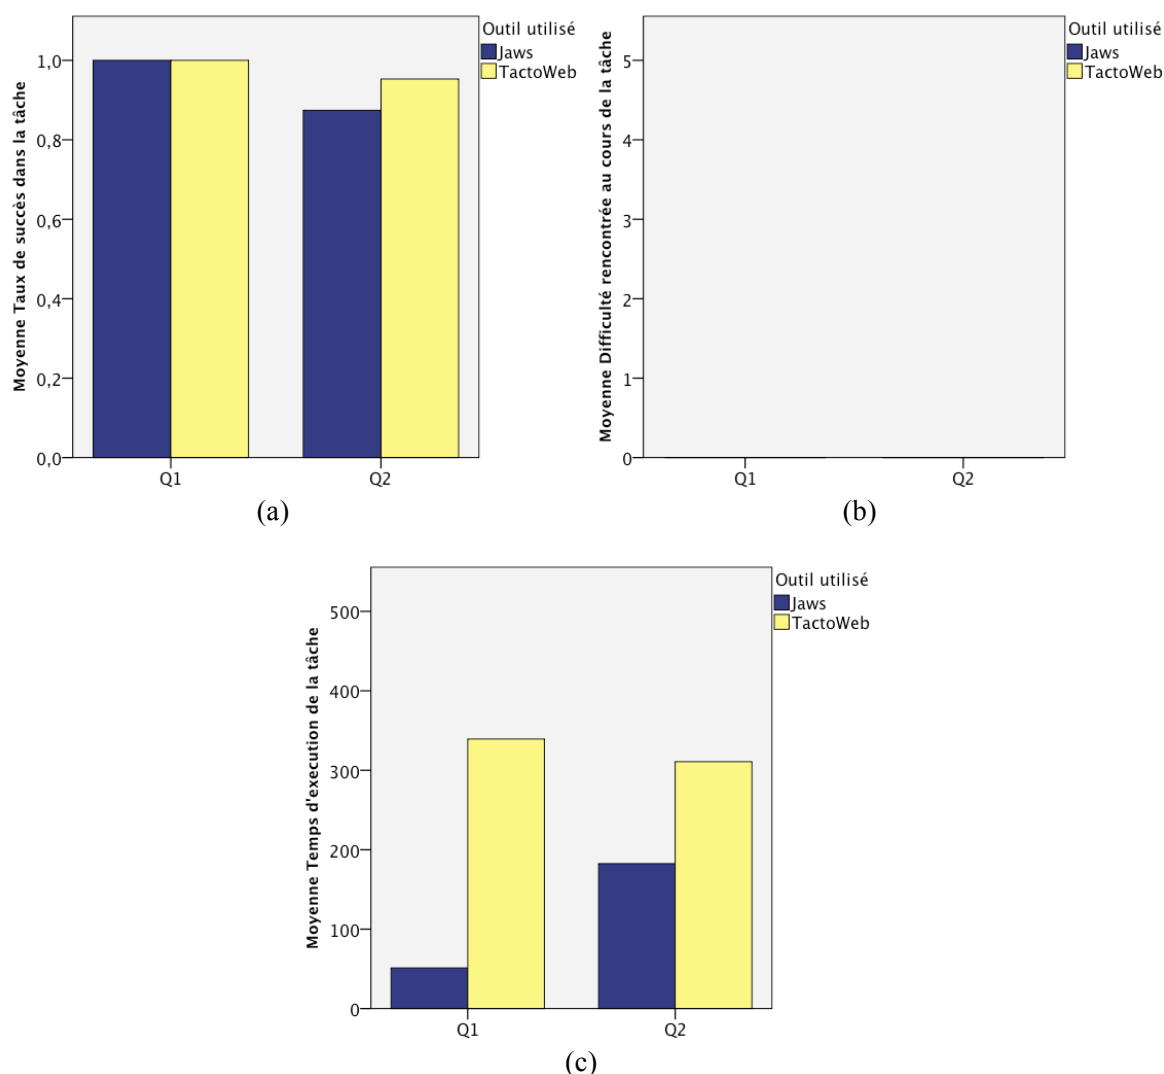 Moyenne Taux de succès dans la tâche
1,0
0,8
0,6
0,4
0,2
0,0
Q1
Q2
Outil utilisé
Jaws
TactoWeb
(a)
Moyenne Difficulté rencontrée au cours de la tâche
5
4
3
2
1
0
Q1
Q2
Outil utilisé
Jaws
TactoWeb
(b)
Moyenne Temps d'execution de la tâche
500
400
300
200
100
0
Q1
Q2
Outil utilisé
Jaws
TactoWeb
(c)